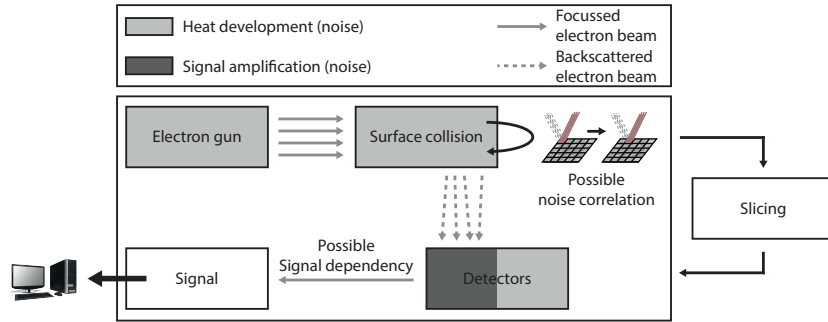 Heat development (noise)
Focussed
electron beam
Signal amplification (noise)
Backscattered
electron beam
Electron gun
Surface collision
Possible
noise correlation
Slicing
Possible
Signal dependency
Signal
Detectors